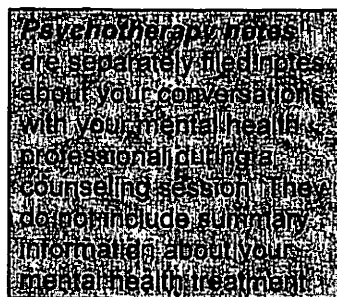 Psychotherapy notes
are separately filed notes
about your conversations
with your mental health
professional during a
counseling session. They
do not include summary
information about your
mental health treatment.